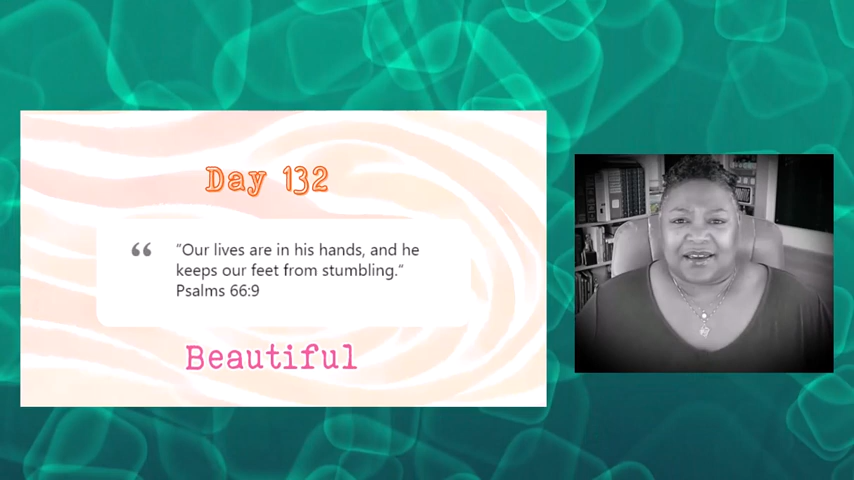 Day 132
“
"Our lives are in his hands, and he
keeps our feet from stumbling."
Psalms 66:9
Beautiful